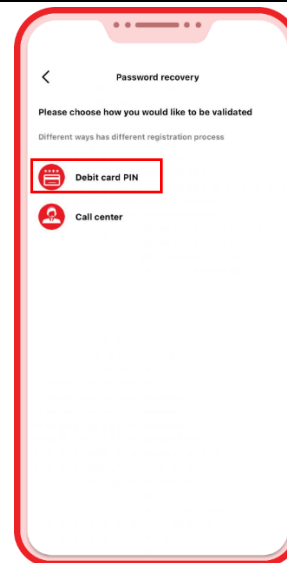 Password recovery
Please choose how you would like to be validated
Different ways has different registration process
Debit card PIN
Call center